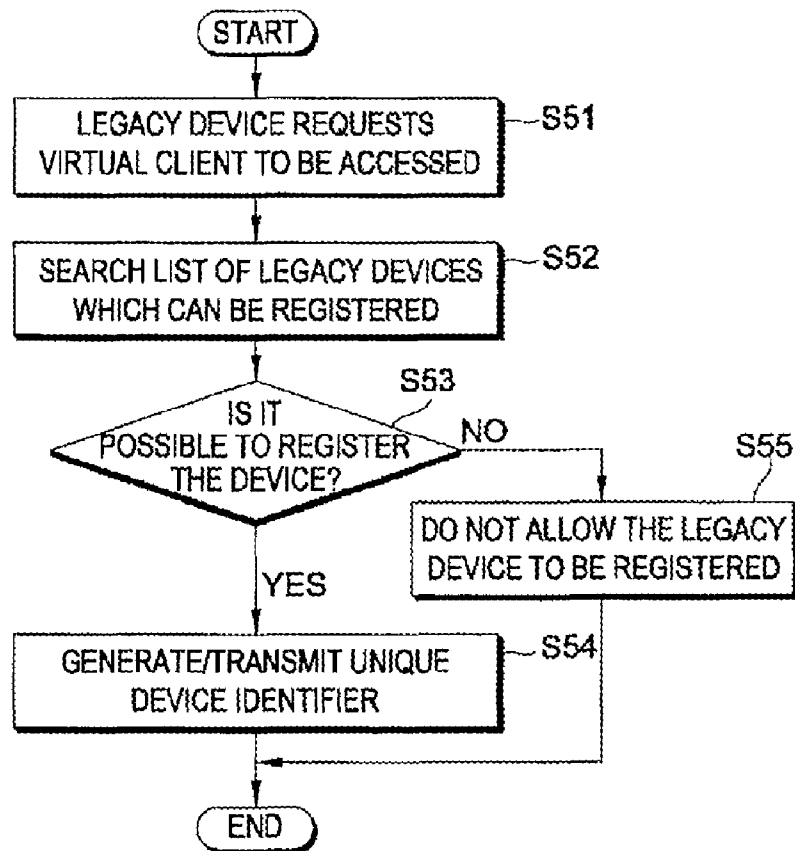 START
LEGACY DEVICE REQUESTS
VIRTUAL CLIENT TO BE ACCESSED
S51
SEARCH LIST OF LEGACY DEVICES
WHICH CAN BE REGISTERED
S52
IS IT
POSSIBLE TO REGISTER
THE DEVICE?
S53
NO
S55
DO NOT ALLOW THE LEGACY
DEVICE TO BE REGISTERED
YES
GENERATE/TRANSMIT UNIQUE
DEVICE IDENTIFIER
S54
END